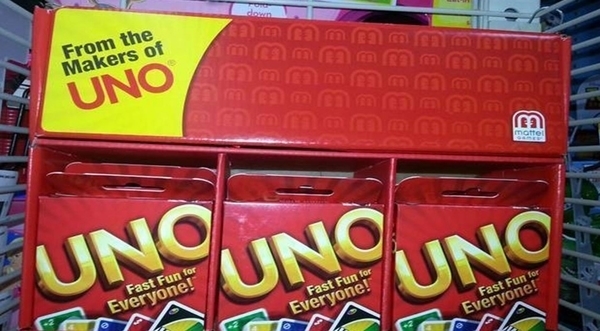 From the
Makers of
UNO®
mattel
GAMES
UNO
Fast Fun for
Everyone!
UNO
Fast Fun for
Everyone!
UNO
Fast Fun for
Everyone!